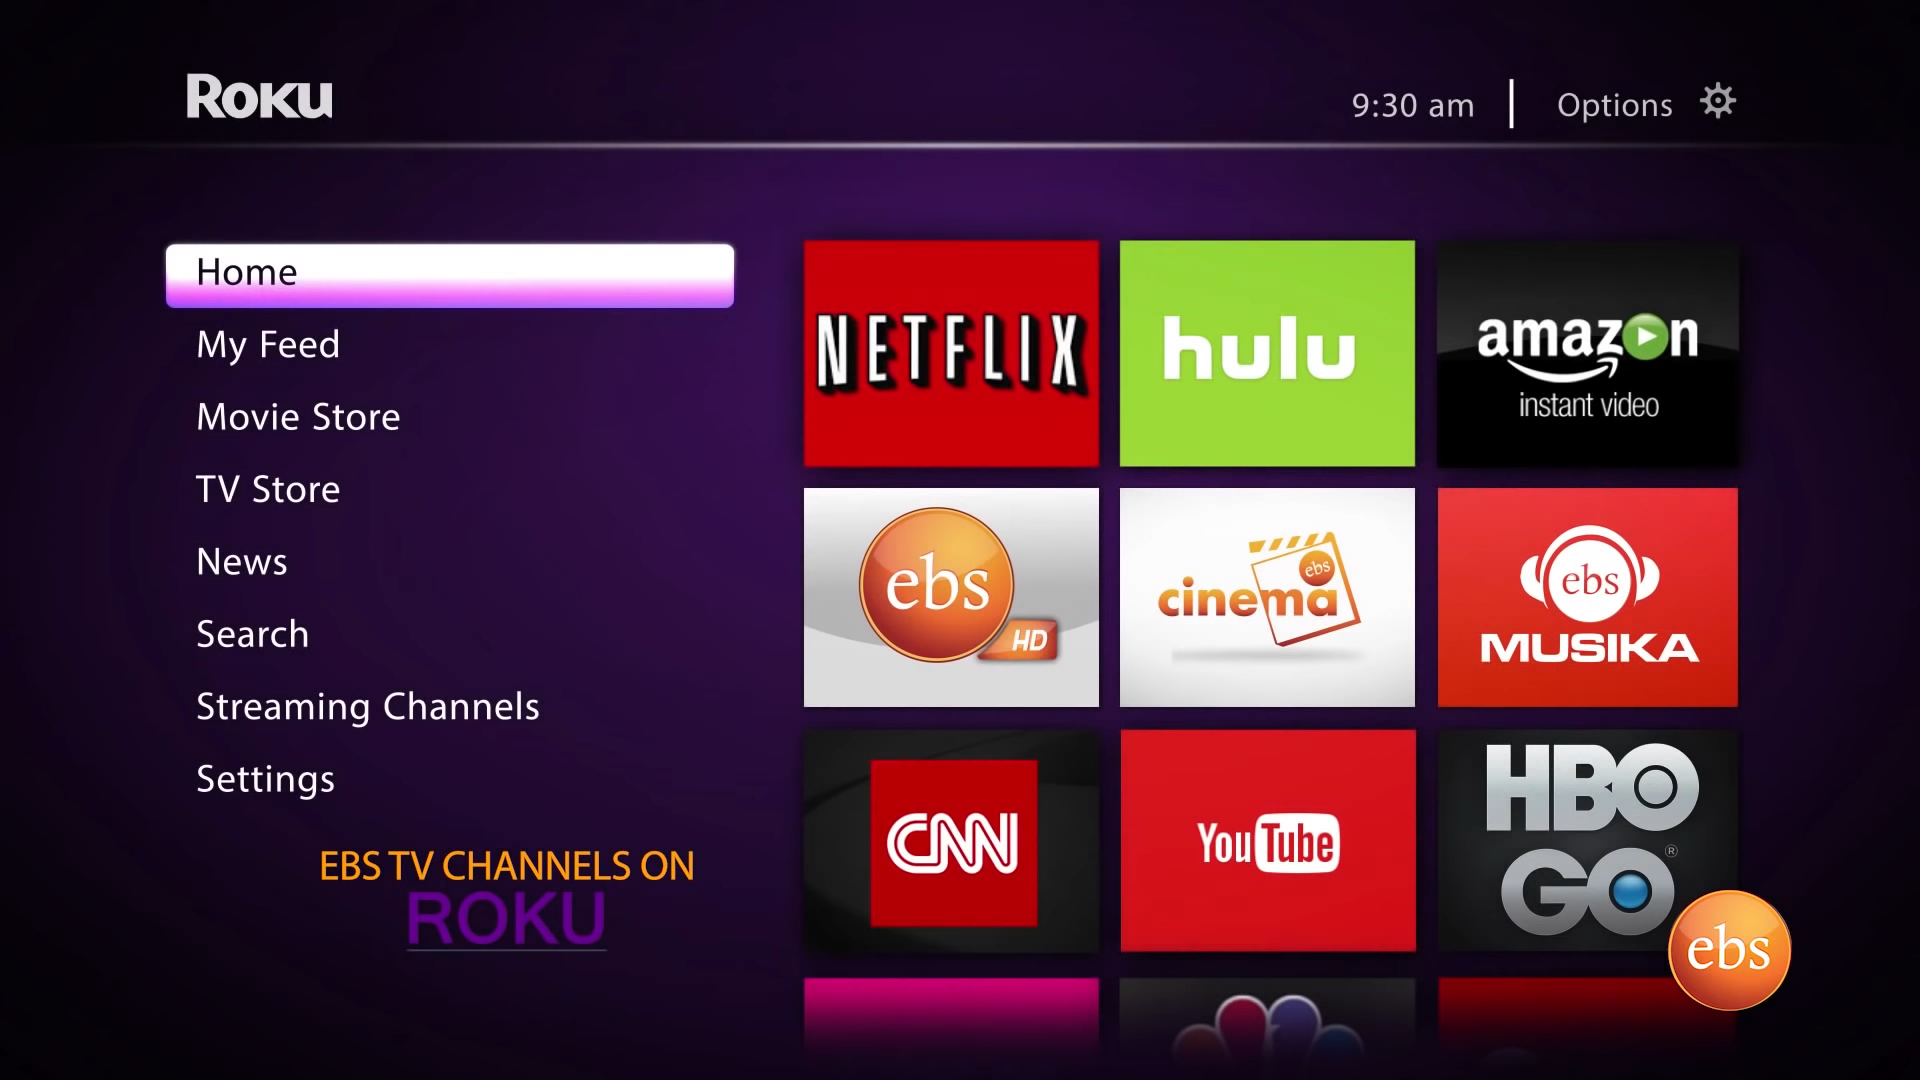 ROKU
9:30 am
Options
Home
My Feed
Movie Store
TV Store
News
Search
Streaming Channels
Settings
EBS TV CHANNELS ON
ROKU
NETFLIX
hulu
amazon
instant video
ebs
HD
cinema
ebs
ebs
MUSIKA
CNN
YouTube
HBO
GO®
ebs